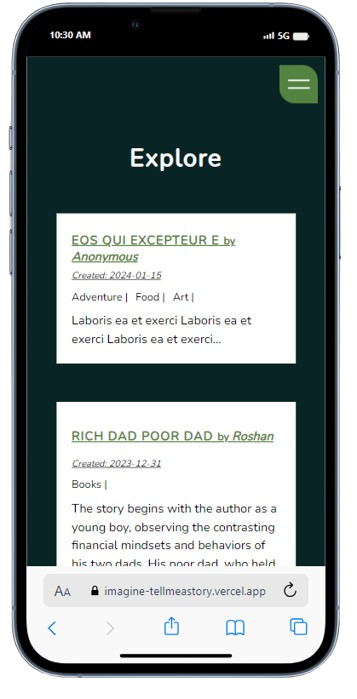 10:30 AM 5G
Explore
EOS QUI EXCEPTEUR E by
Anonymous
Created: 2024-01-15
Adventure | Food | Art |
Laboris ea et exerci Laboris ea et
exerci Laboris ea et exerci...
RICH DAD POOR DAD by Roshan
Created: 2023-12-31
Books |
The story begins with the author as a
young boy, observing the contrasting
financial mindsets and behaviors of
his two dads. His poor dad, who held
AA imagine-tellmeastory.vercel.app